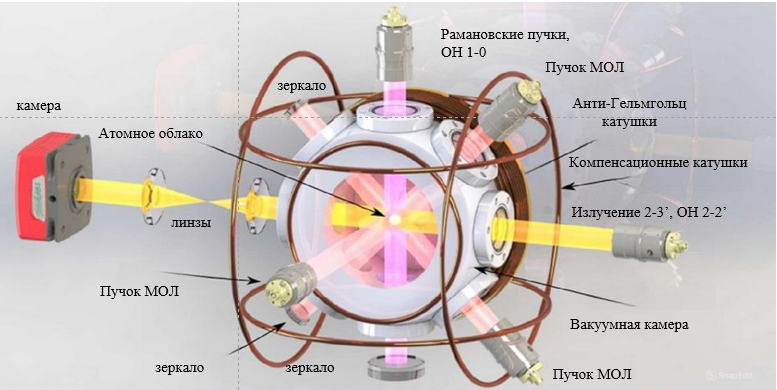 Рамановские пучки,
ОН 1-0
Пучок МОЛ
зеркало
камера
Анти-Гельмгольц
катушки
Атомное облако
Компенсационные катушки
линзы
Излучение 2-3’, ОН 2-2’
Пучок МОЛ
Вакуумная камера
зеркало
зеркало
Пучок МОЛ